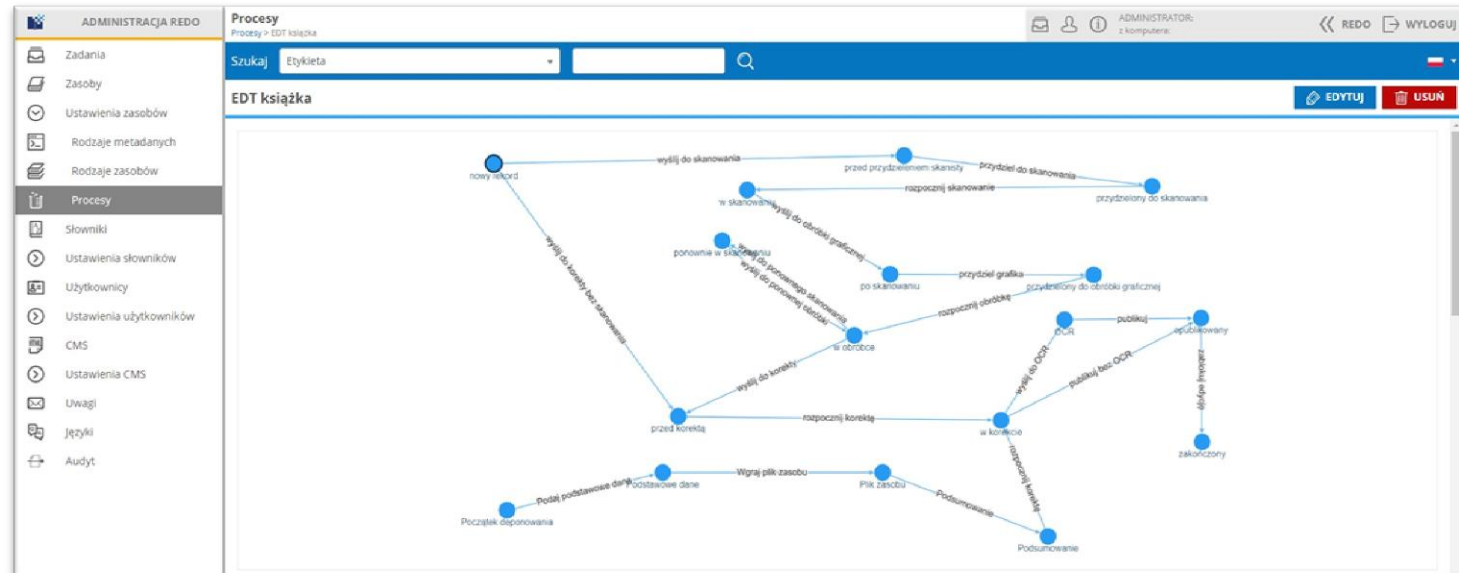 ADMINISTRACJA REDO
Zadania
Zasoby
Ustawienia zasobów
Rodzaje metadanych
Rodzaje zasobów
Procesy
Słowniki
Ustawienia słowników
Użytkownicy
Ustawienia użytkowników
CMS
Ustawienia CMS
Uwagi
Języki
Audyt
Procesy
Procesy > EDT książka
ADMINISTRATOR:
z komputera:
REDO
WYLOGUJ
Szukaj
Etykieta
EDT książka
EDYTUJ
USUŃ
nowy rekord
wyślij do skanowania
przed przydzieleniem skanisty
przydziel do skanowania
przydzielony do skanowania
rozpocznij skanowanie
w skanowaniu
wyślij do obróbki graficznej
ponownie w skanowaniu
wyślij do ponownego skanowania
wyślij do ponownej obróbki
wyślij do korekty bez skanowania
po skanowaniu
przydziel grafika
przydzielony do obróbki graficznej
rozpocznij obróbkę
w obróbce
OCR
publikuj
opublikowany
wyślij do korekty
wyślij do OCR
publikuj bez OCR
zablokuj edycję
przed korektą
rozpocznij korektę
w korekcie
zakończony
rozpocznij korektę
Podaj podstawowe dane
Podstawowe dane
Wgraj plik zasobu
Plik zasobu
Podsumowanie
Początek deponowania
Podsumowanie